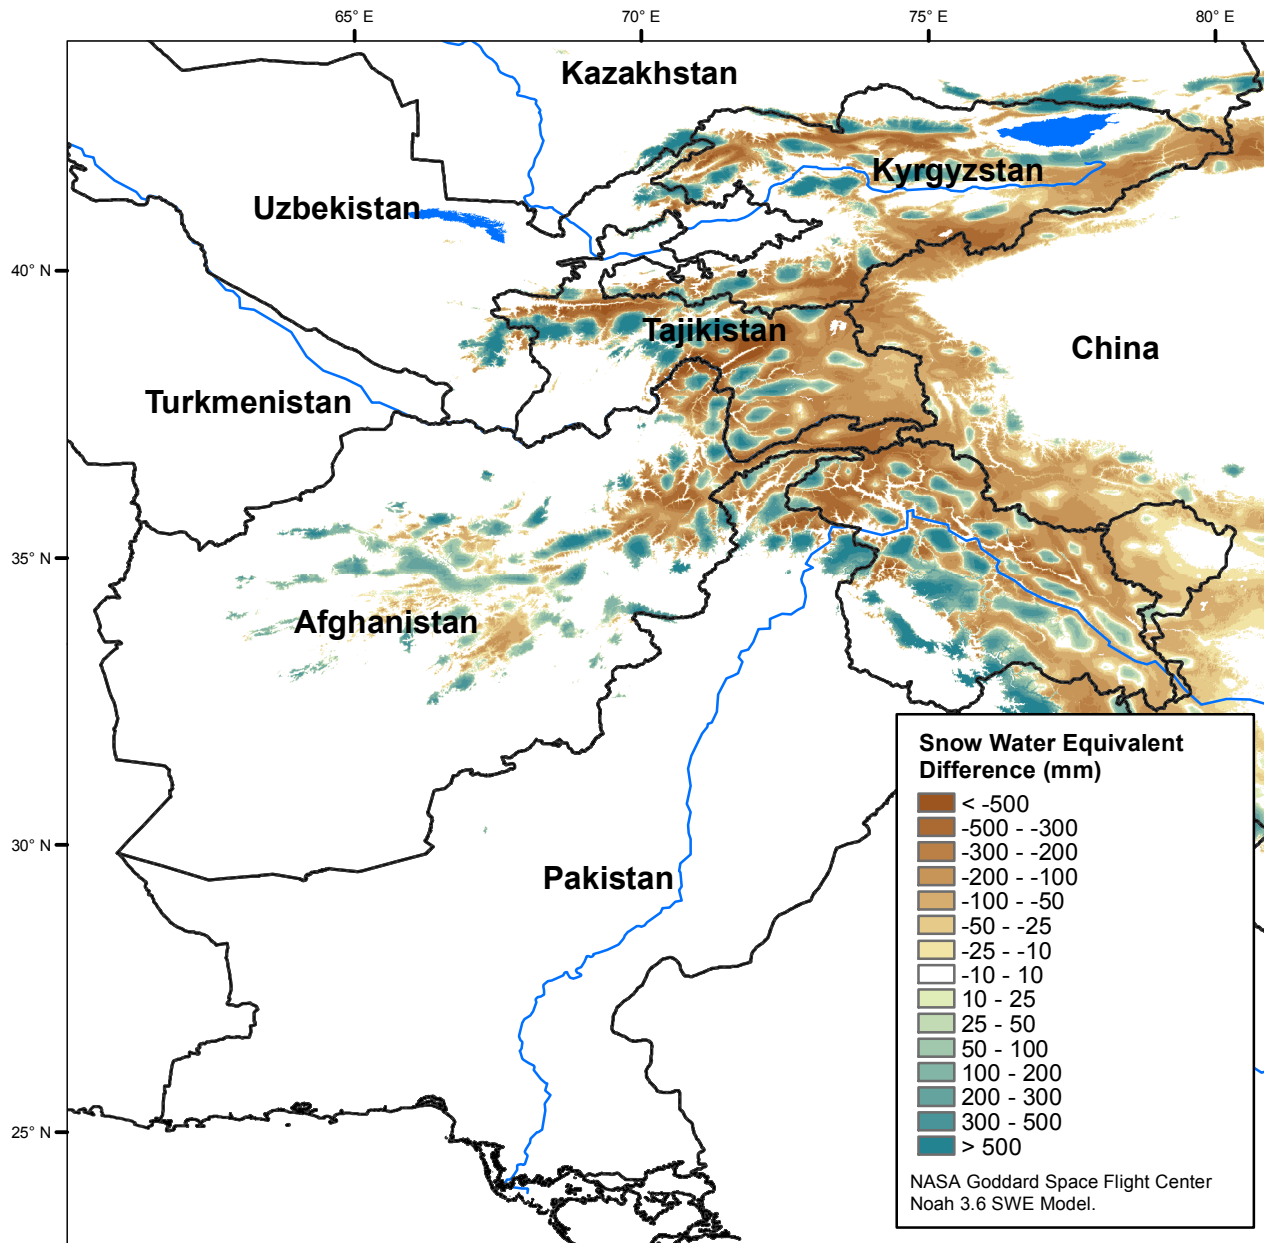 65° E
70° E
75° E
80° E
Kazakhstan
Kyrgyzstan
Uzbekistan
40° N
Tajikistan
China
Turkmenistan
35° N
Afghanistan
30° N
Pakistan
25° N
Snow Water Equivalent
Difference (mm)
< -500
-500 - -300
-300 - -200
-200 - -100
-100 - -50
-50 - -25
-25 - -10
-10 - 10
10 - 25
25 - 50
50 - 100
100 - 200
200 - 300
300 - 500
> 500
NASA Goddard Space Flight Center
Noah 3.6 SWE Model.